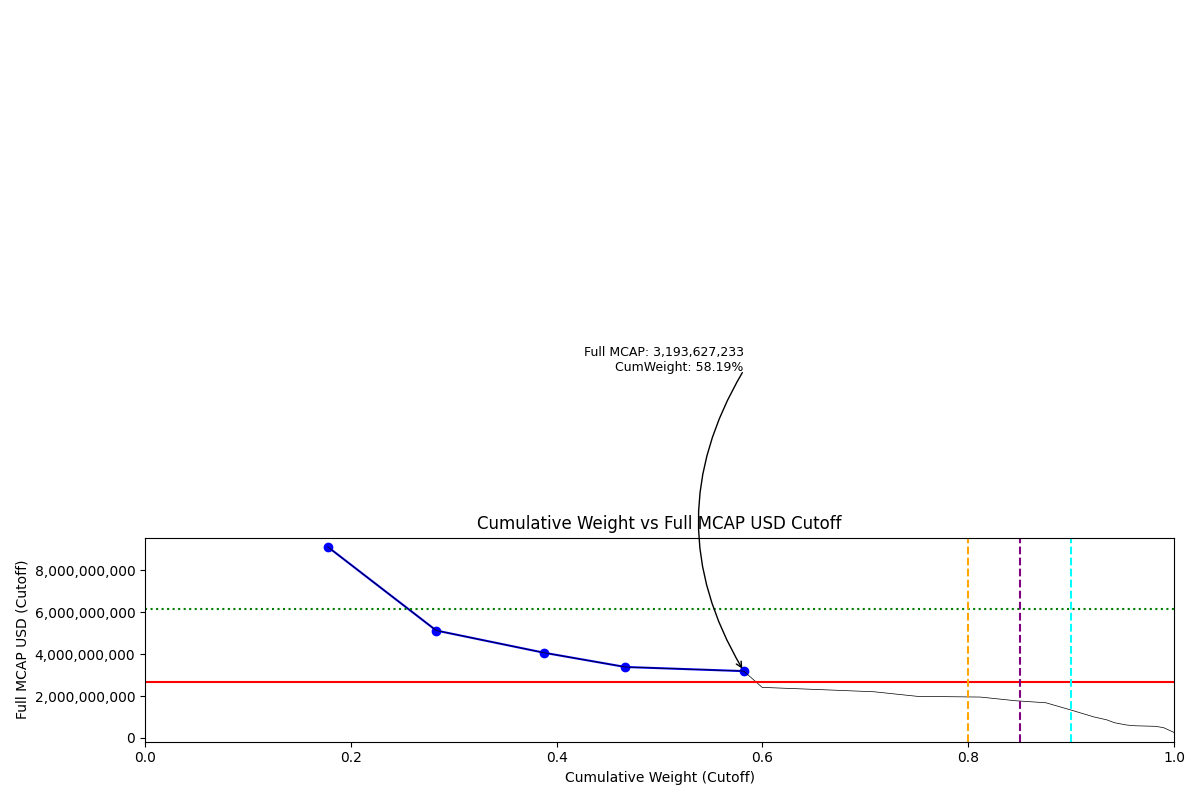 Full MCAP: 3,193,627,233
CumWeight: 58.19%
Cumulative Weight vs Full MCAP USD Cutoff
Full MCAP USD (Cutoff)
8,000,000,000
6,000,000,000
4,000,000,000
2,000,000,000
0
0.0 0.2 0.4 0.6 0.8 1.0
Cumulative Weight (Cutoff)